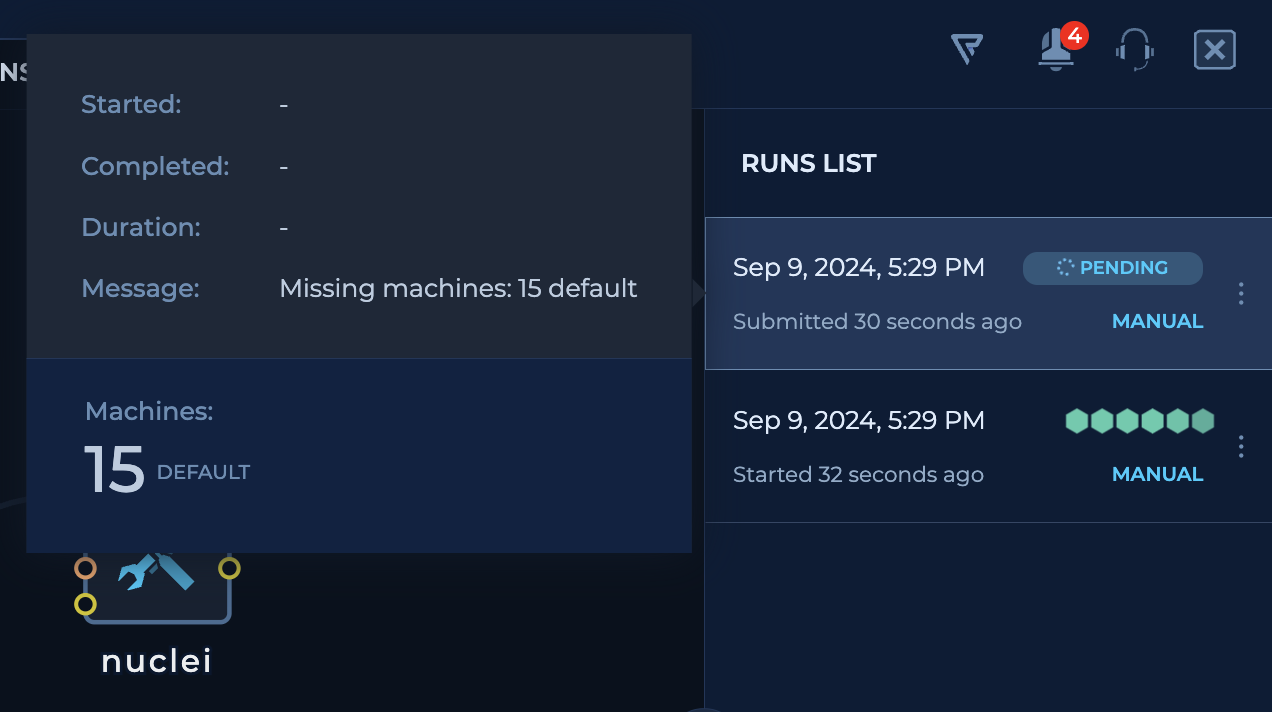 NS
4
Started: -
Completed: -
Duration: -
Message: Missing machines: 15 default
Machines:
15 DEFAULT
nuclei
RUNS LIST
Sep 9, 2024, 5:29 PM PENDING
Submitted 30 seconds ago MANUAL
Sep 9, 2024, 5:29 PM
Started 32 seconds ago MANUAL